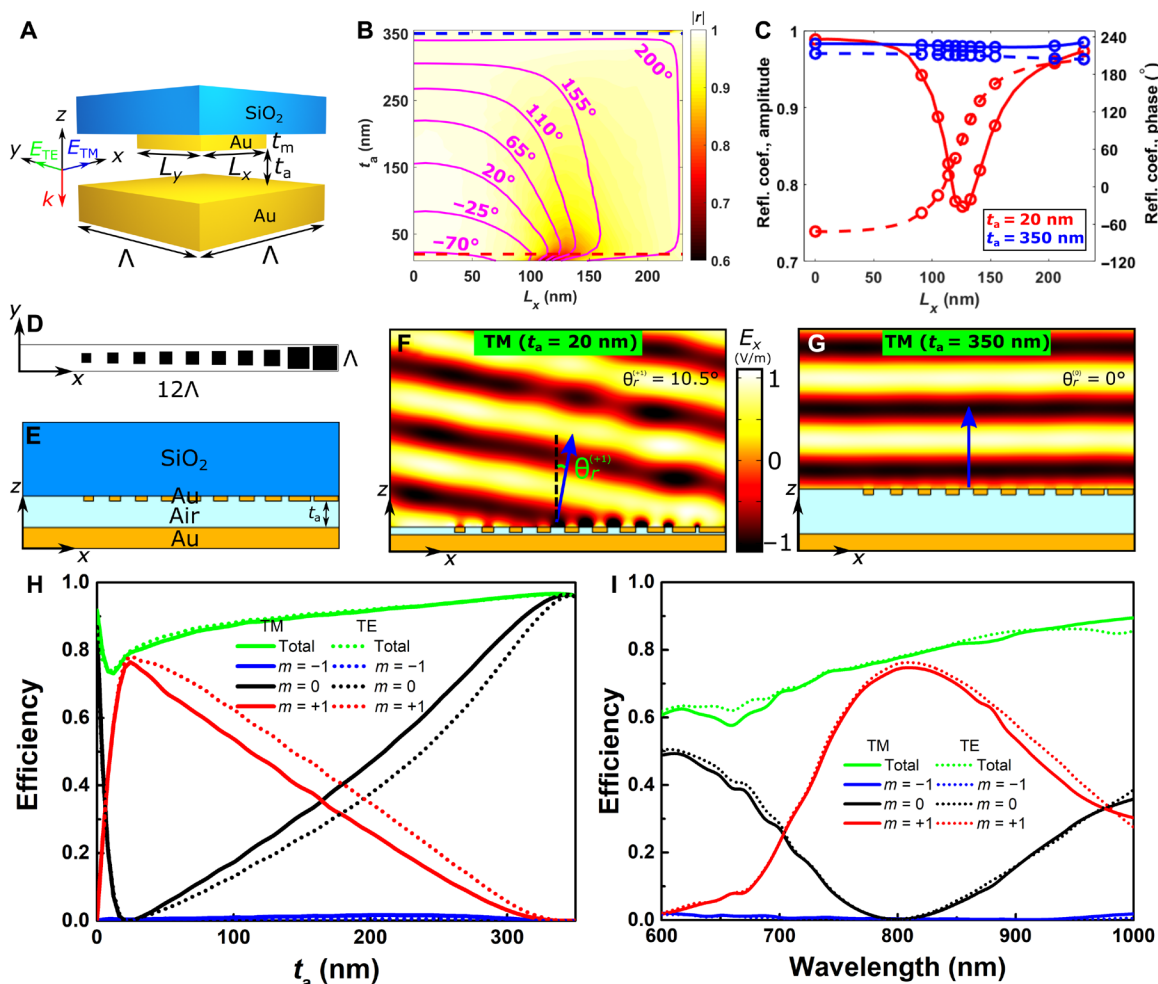 A
SiO2
Au
tm
ta
z
y
x
ETE
ETM
k
Ly
Lx
Au
Λ
Λ
B
|r|
350
250
150
50
ta (nm)
0
50
100
150
200
Lx (nm)
200°
155°
110°
65°
20°
−25°
−70°
1
0.9
0.8
0.7
0.6
C
Refl. coef., amplitude
1
0.9
0.8
0.7
0
50
100
150
200
Lx (nm)
240
180
120
60
0
−60
−120
Refl. coef., phase (°)
ta = 20 nm
ta = 350 nm
D
y
x
12Λ
Λ
E
SiO2
Au
Air
ta
Au
z
x
F
TM (ta = 20 nm)
θr(+1) = 10.5°
θr(+1)
z
x
Ex
(V/m)
1
0
−1
G
TM (ta = 350 nm)
θr(0) = 0°
z
x
H
Efficiency
1.0
0.8
0.6
0.4
0.2
0.0
0
100
200
300
ta (nm)
TM TE
Total Total
m = −1 m = −1
m = 0 m = 0
m = +1 m = +1
I
Efficiency
1.0
0.8
0.6
0.4
0.2
0.0
600
700
800
900
1000
Wavelength (nm)
TM TE
Total Total
m = −1 m = −1
m = 0 m = 0
m = +1 m = +1